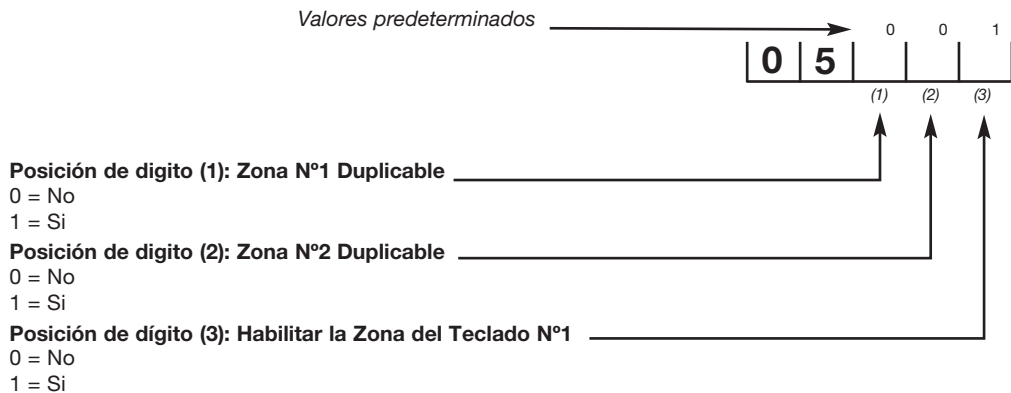 Valores predeterminados
0 0 1
0 5
(1) (2) (3)
Posición de digito (1): Zona Nº1 Duplicable
0 = No
1 = Si
Posición de digito (2): Zona Nº2 Duplicable
0 = No
1 = Si
Posición de dígito (3): Habilitar la Zona del Teclado Nº1
0 = No
1 = Si